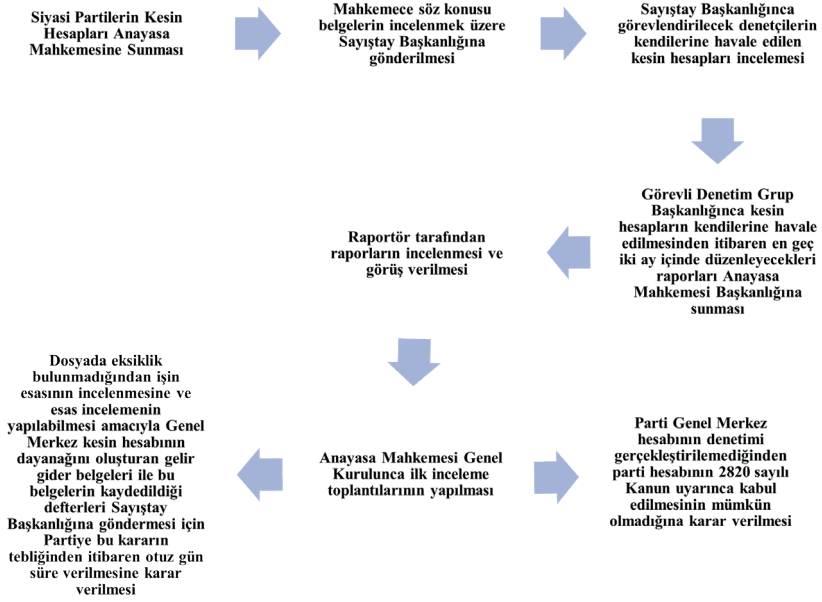 Siyasi Partilerin Kesin
Hesapları Anayasa
Mahkemesine Sunması
Mahkemece söz konusu
belgelerin incelenmek üzere
Sayıştay Başkanlığına
gönderilmesi
Sayıştay Başkanlığınca
görevlendirilecek denetçilerin
kendilerine havale edilen
kesin hesapları incelemesi
Görevli Denetim Grup
Başkanlığınca kesin
hesapların kendilerine havale
edilmesinden itibaren en geç
iki ay içinde düzenleyecekleri
raporları Anayasa
Mahkemesi Başkanlığına
sunması
Raportör tarafından
raporların incelenmesi ve
görüş verilmesi
Anayasa Mahkemesi Genel
Kurulunca ilk inceleme
toplantılarının yapılması
Dosyada eksiklik
bulunmadığından işin
esasının incelenmesine ve
esas incelemenin
yapılabilmesi amacıyla Genel
Merkez kesin hesabının
dayanağını oluşturan gelir
gider belgeleri ile bu
belgelerin kaydedildiği
defterleri Sayıştay
Başkanlığına göndermesi için
Partiye bu kararın
tebliğinden itibaren otuz gün
süre verilmesine karar
verilmesi
Parti Genel Merkez
hesabının denetimi
gerçekleştirilemediğinden
parti hesabının 2820 sayılı
Kanun uyarınca kabul
edilmesinin mümkün
olmadığına karar verilmesi